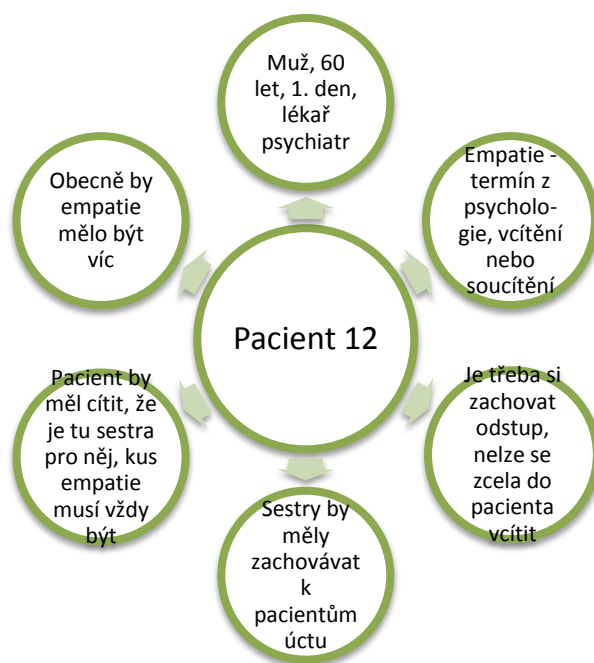 Muž, 60
let, 1. den,
lékař
psychiatr
Empatie -
termín z
psycholo-
gie, vcítění
nebo
soucítění
Je třeba si
zachovat
odstup,
nelze se
zcela do
pacienta
vcítit
Sestry by
měly
zachovávat
k
pacientům
úctu
Pacient by
měl cítit, že
je tu sestra
pro něj, kus
empatie
musí vždy
být
Obecně by
empatie
mělo být
víc
Pacient 12